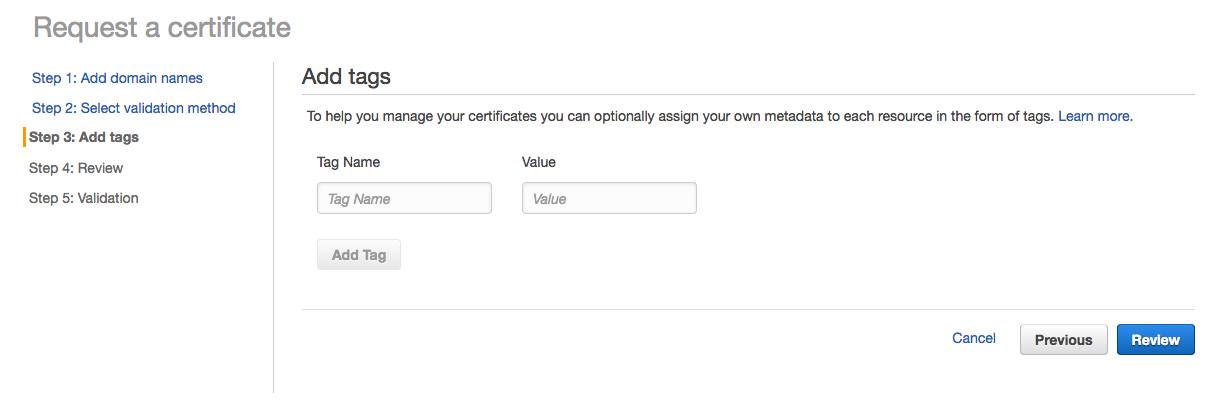 Request a certificate
Step 1: Add domain names
Step 2: Select validation method
Step 3: Add tags
Step 4: Review
Step 5: Validation
Add tags
To help you manage your certificates you can optionally assign your own metadata to each resource in the form of tags. Learn more.
Tag Name Value
Tag Name Value
Add Tag
Cancel Previous Review